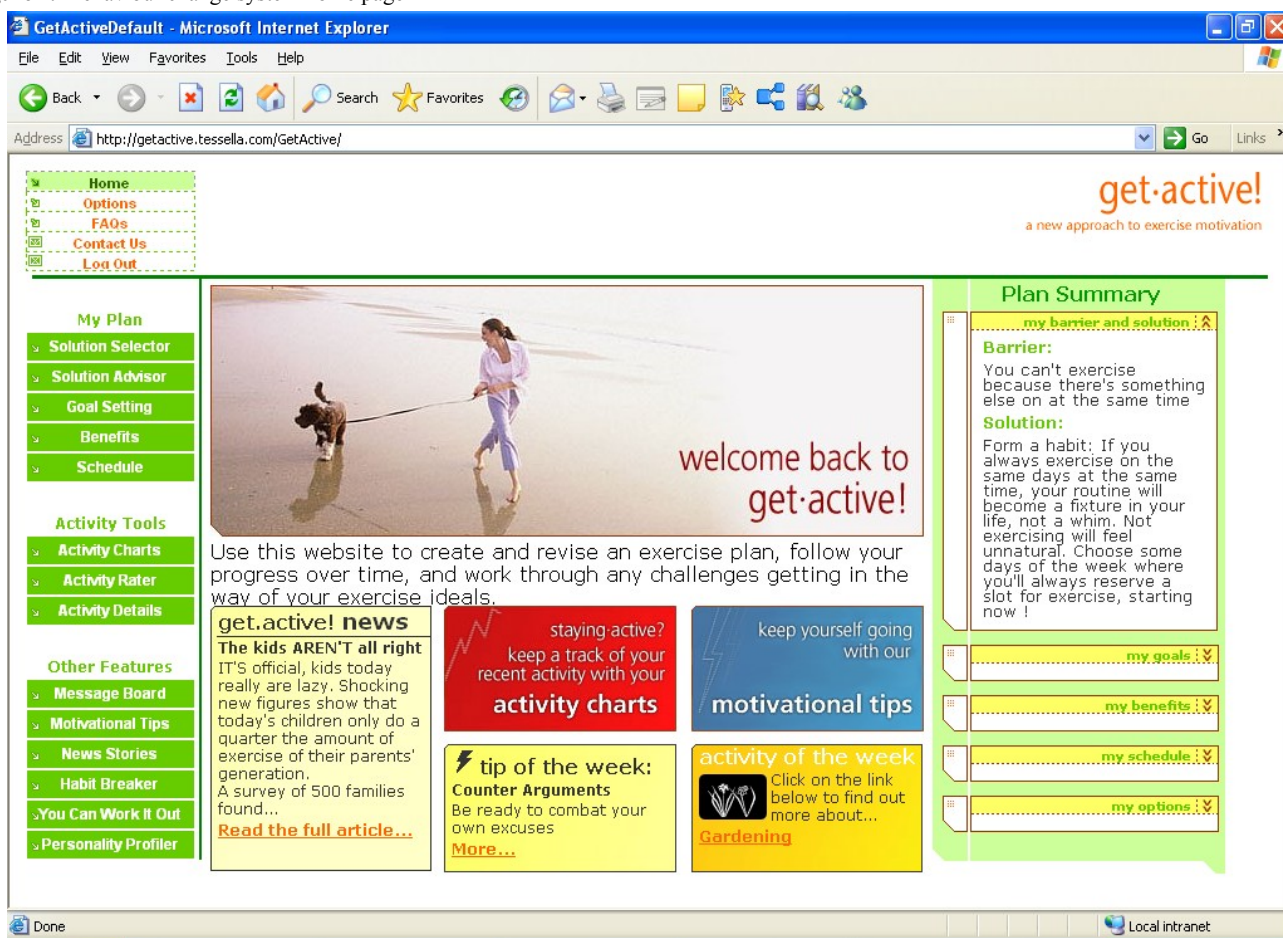 GetActiveDefault - Microsoft Internet Explorer
File Edit View Favorites Tools Help
Back Search Favorites
Address http://getactive.tessella.com/GetActive/ Go Links
Home
Options
FAQs
Contact Us
Log Out
get·active!
a new approach to exercise motivation
My Plan
Solution Selector
Solution Advisor
Goal Setting
Benefits
Schedule
Activity Tools
Activity Charts
Activity Rater
Activity Details
Other Features
Message Board
Motivational Tips
News Stories
Habit Breaker
You Can Work It Out
Personality Profiler
welcome back to
get·active!
Use this website to create and revise an exercise plan, follow your
progress over time, and work through any challenges getting in the
way of your exercise ideals.
get.active! news
The kids AREN'T all right
IT'S official, kids today
really are lazy. Shocking
new figures show that
today's children only do a
quarter the amount of
exercise of their parents'
generation.
A survey of 500 families
found...
Read the full article...
staying·active?
keep a track of your
recent activity with your
activity charts
keep yourself going
with our
motivational tips
tip of the week:
Counter Arguments
Be ready to combat your
own excuses
More...
activity of the week
Click on the link
below to find out
more about...
Gardening
Plan Summary
my barrier and solution
Barrier:
You can't exercise
because there's something
else on at the same time
Solution:
Form a habit: If you
always exercise on the
same days at the same
time, your routine will
become a fixture in your
life, not a whim. Not
exercising will feel
unnatural. Choose some
days of the week where
you'll always reserve a
slot for exercise, starting
now !
my goals
my benefits
my schedule
my options
Done
Local intranet